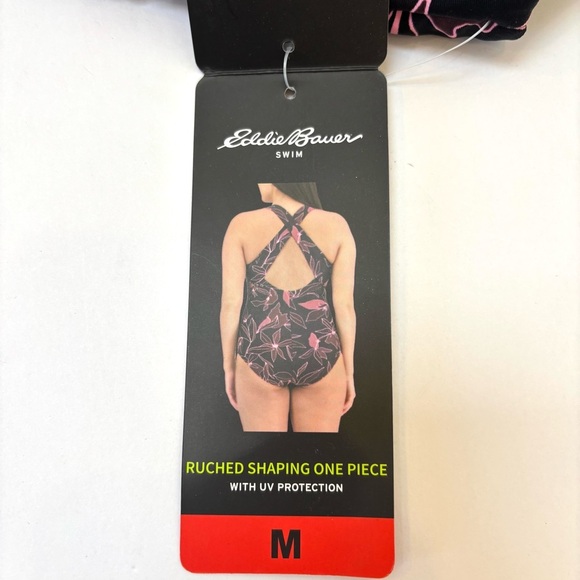 Eddie Bauer
SWIM
RUCHED SHAPING ONE PIECE
WITH UV PROTECTION
M